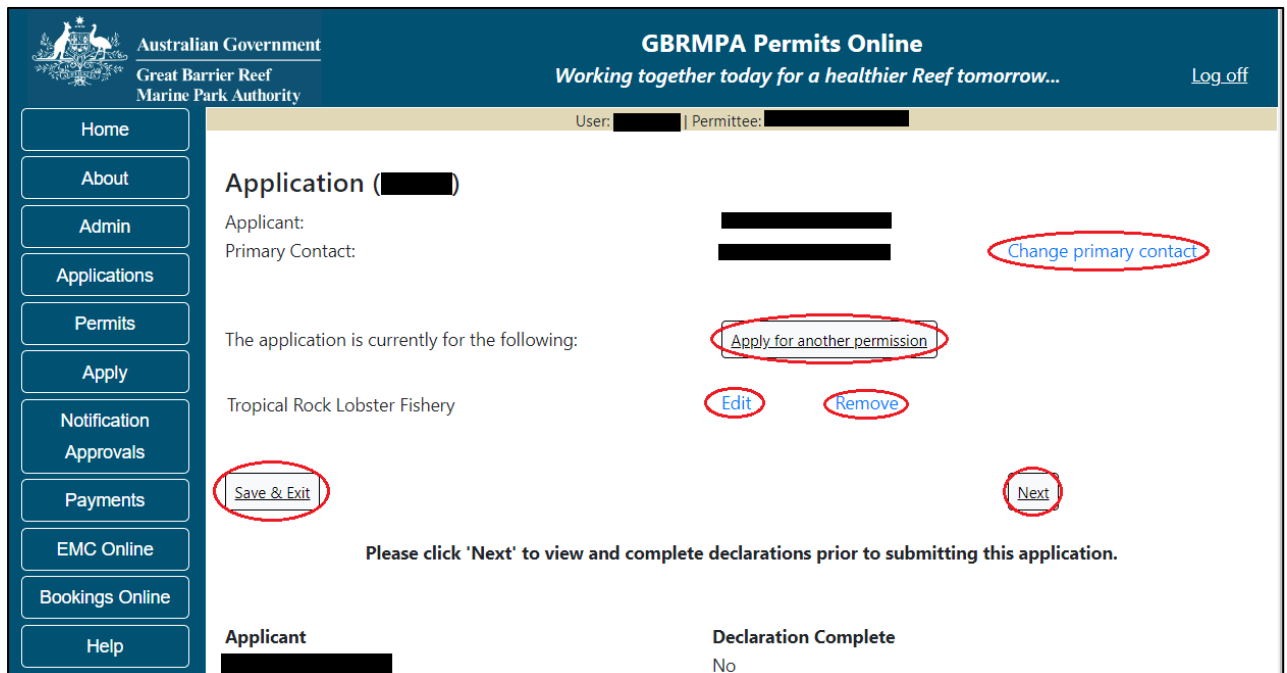 Australian Government
Great Barrier Reef
Marine Park Authority
GBRMPA Permits Online
Working together today for a healthier Reef tomorrow...
Log off
User: | Permittee:
Home
About
Admin
Applications
Permits
Apply
Notification
Approvals
Payments
EMC Online
Bookings Online
Help
Application ( )
Applicant:
Primary Contact:
Change primary contact
The application is currently for the following:
Apply for another permission
Tropical Rock Lobster Fishery
Edit
Remove
Save & Exit
Next
Please click 'Next' to view and complete declarations prior to submitting this application.
Applicant
Declaration Complete
No